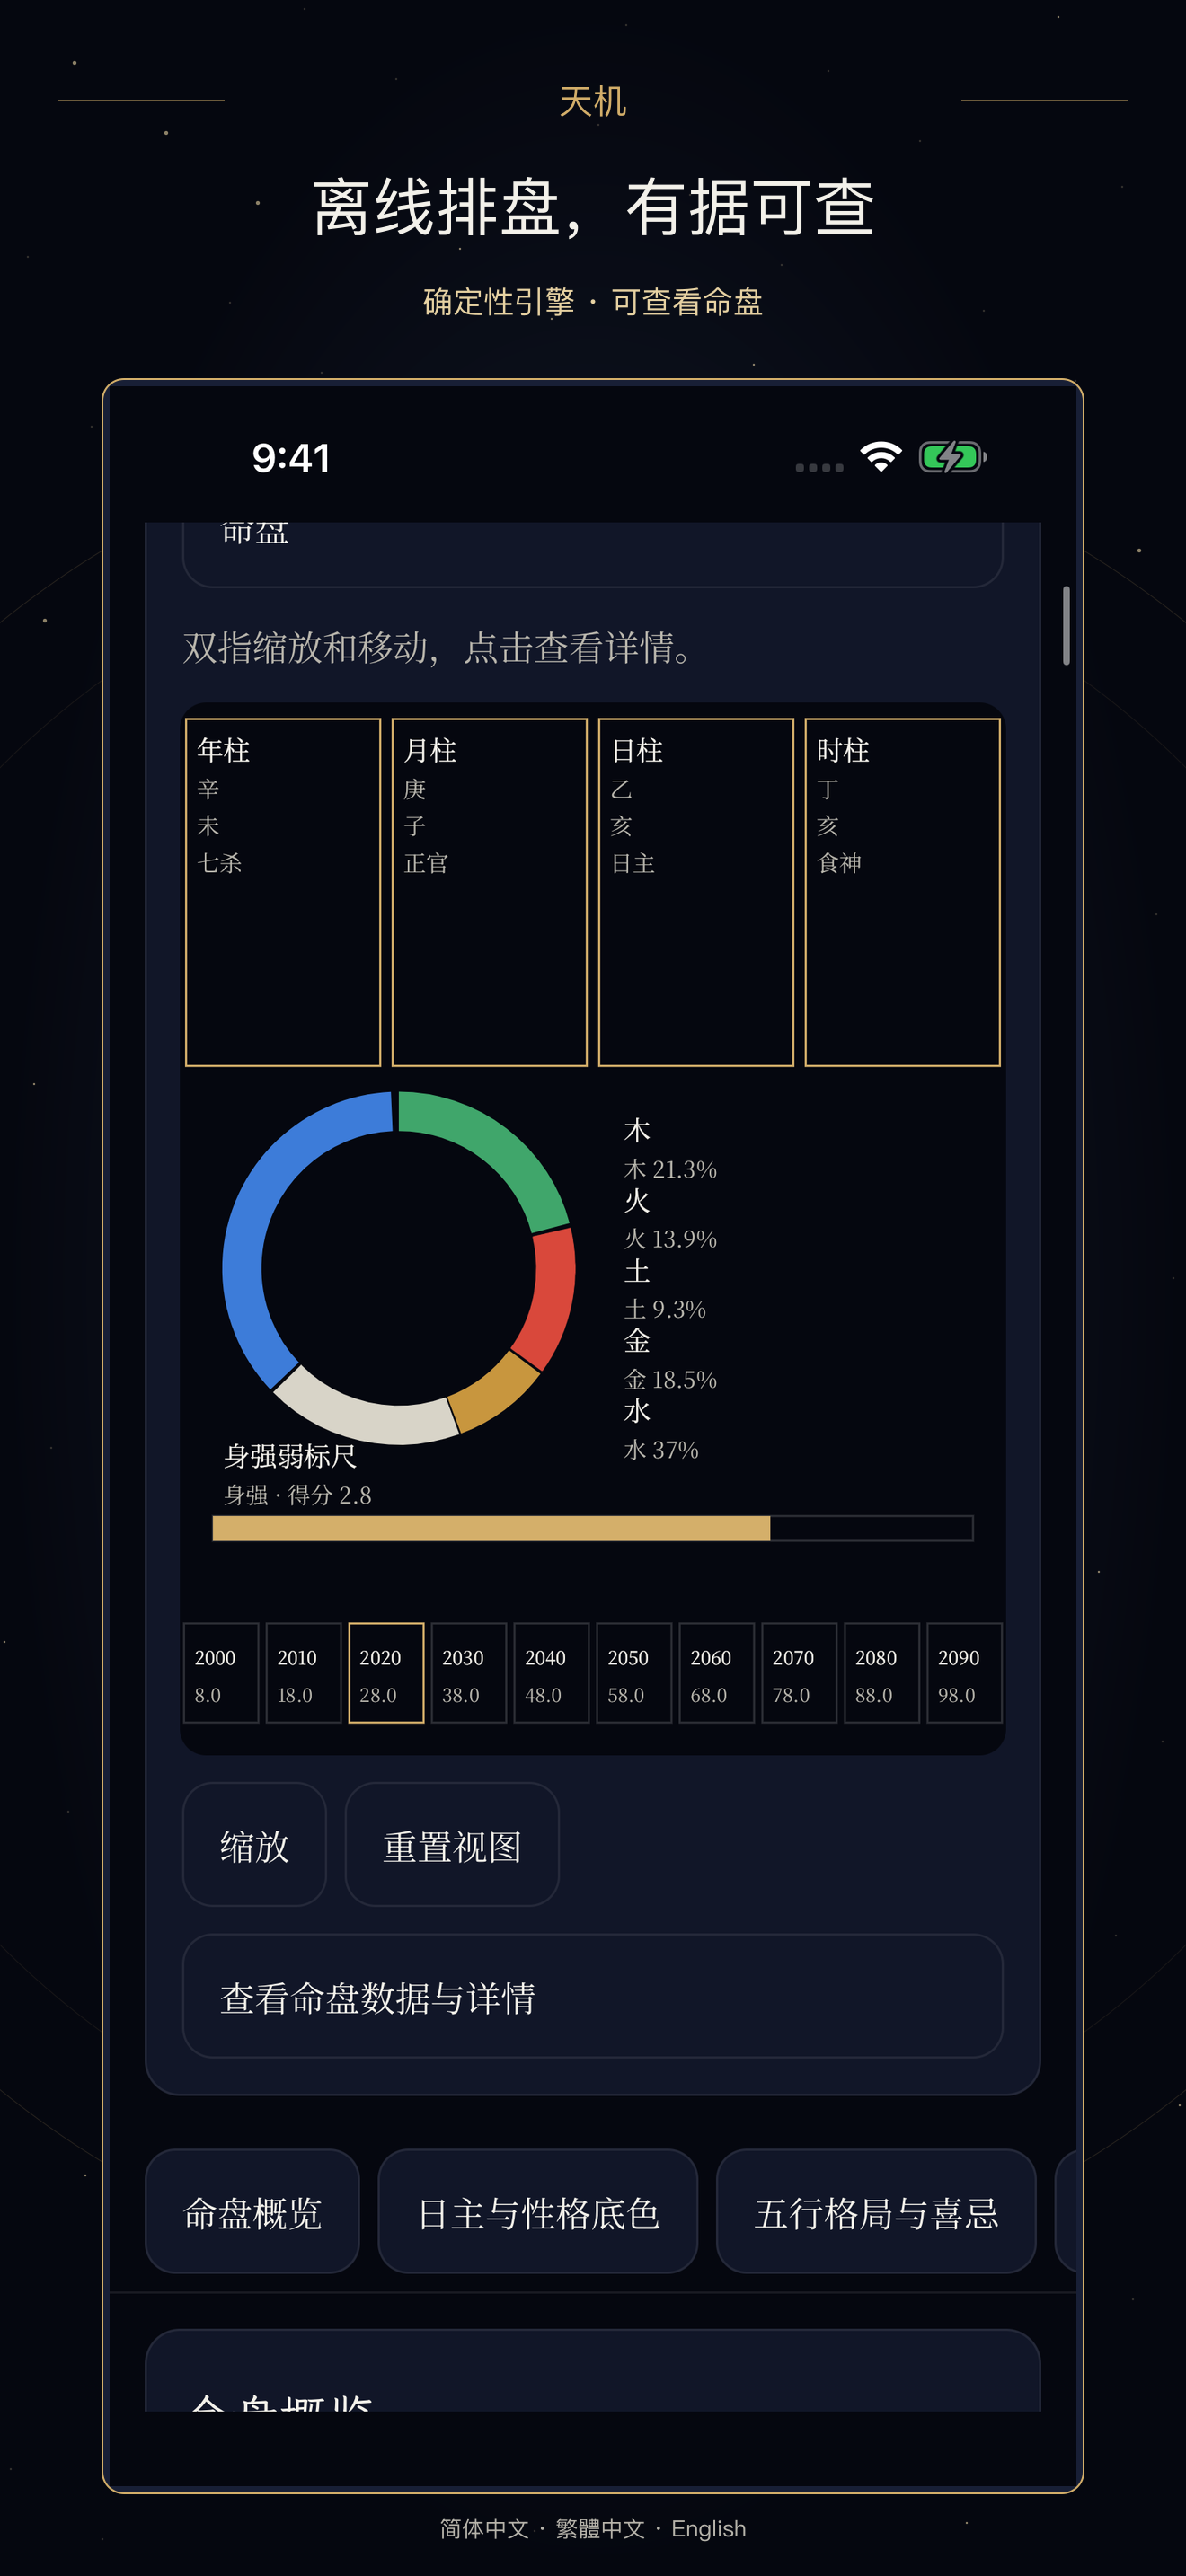 天机
离线排盘，有据可查
确定性引擎 · 可查看命盘
9:41
命盘
双指缩放和移动，点击查看详情。
年柱 月柱 日柱 时柱
辛 庚 乙 丁
未 子 亥 亥
七杀 正官 日主 食神
木
木 21.3%
火
火 13.9%
土
土 9.3%
金
金 18.5%
水
水 37%
身强弱标尺
身强 · 得分 2.8
2000 2010 2020 2030 2040 2050 2060 2070 2080 2090
8.0 18.0 28.0 38.0 48.0 58.0 68.0 78.0 88.0 98.0
缩放 重置视图
查看命盘数据与详情
命盘概览 日主与性格底色 五行格局与喜忌
简体中文 · 繁體中文 · English